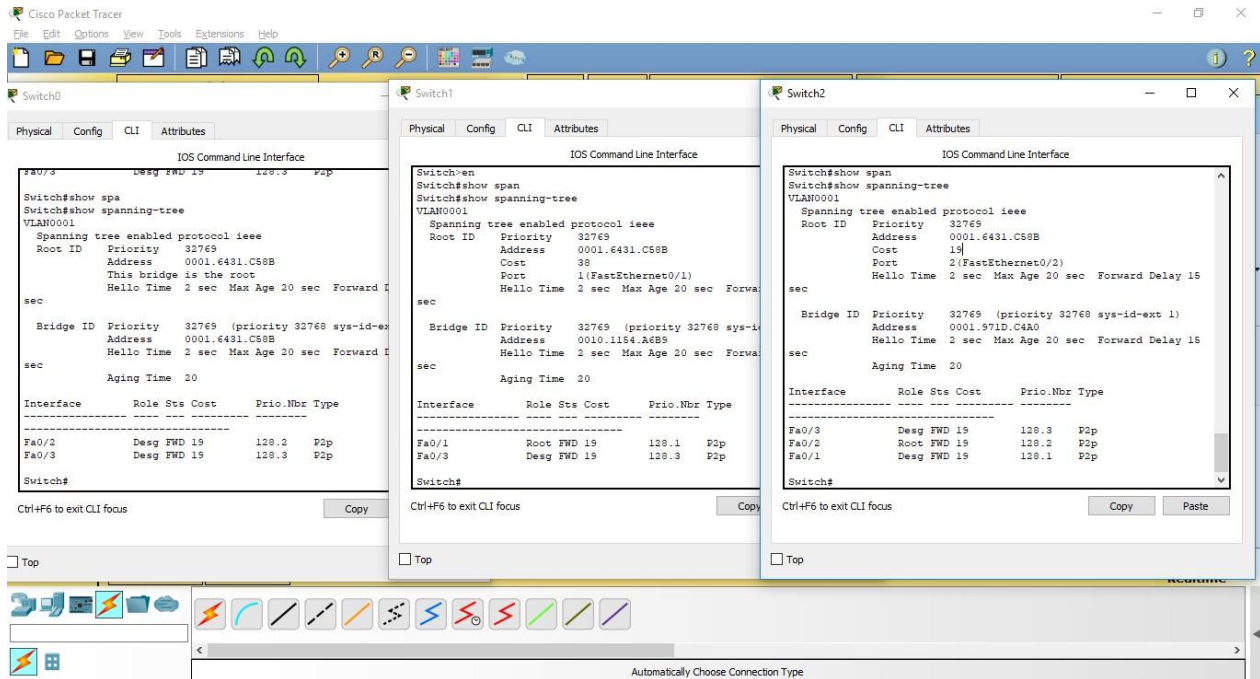 Cisco Packet Tracer
File Edit Options View Tools Extensions Help
Switch0
Physical Config CLI Attributes
IOS Command Line Interface
Fa0/3 Desg FWD 19 128.3 P2p
Switch#show spa
Switch#show spanning-tree
VLAN0001
Spanning tree enabled protocol ieee
Root ID Priority 32769
Address 0001.6431.C58B
This bridge is the root
Hello Time 2 sec Max Age 20 sec Forward D
sec
Bridge ID Priority 32769 (priority 32768 sys-id-ex
Address 0001.6431.C58B
Hello Time 2 sec Max Age 20 sec Forward D
sec
Aging Time 20
Interface Role Sts Cost Prio.Nbr Type
---------------- ---- --- --------- -------- --------------------------------
Fa0/2 Desg FWD 19 128.2 P2p
Fa0/3 Desg FWD 19 128.3 P2p
Switch#
Ctrl+F6 to exit CLI focus
Copy
Top
Switch1
Physical Config CLI Attributes
IOS Command Line Interface
Switch>en
Switch#show span
Switch#show spanning-tree
VLAN0001
Spanning tree enabled protocol ieee
Root ID Priority 32769
Address 0001.6431.C58B
Cost 38
Port 1(FastEthernet0/1)
Hello Time 2 sec Max Age 20 sec Forwa
sec
Bridge ID Priority 32769 (priority 32768 sys-i
Address 0010.1154.A6B9
Hello Time 2 sec Max Age 20 sec Forwa
sec
Aging Time 20
Interface Role Sts Cost Prio.Nbr Type
---------------- ---- --- --------- -------- --------------------------------
Fa0/1 Root FWD 19 128.1 P2p
Fa0/3 Desg FWD 19 128.3 P2p
Switch#
Ctrl+F6 to exit CLI focus
Copy
Top
Switch2
Physical Config CLI Attributes
IOS Command Line Interface
Switch#show span
Switch#show spanning-tree
VLAN0001
Spanning tree enabled protocol ieee
Root ID Priority 32769
Address 0001.6431.C58B
Cost 19
Port 2(FastEthernet0/2)
Hello Time 2 sec Max Age 20 sec Forward Delay 15
sec
Bridge ID Priority 32769 (priority 32768 sys-id-ext 1)
Address 0001.971D.C4A0
Hello Time 2 sec Max Age 20 sec Forward Delay 15
sec
Aging Time 20
Interface Role Sts Cost Prio.Nbr Type
---------------- ---- --- --------- -------- --------------------------------
Fa0/3 Desg FWD 19 128.3 P2p
Fa0/2 Root FWD 19 128.2 P2p
Fa0/1 Desg FWD 19 128.1 P2p
Switch#
Ctrl+F6 to exit CLI focus
Copy Paste
Top
Realtime
Automatically Choose Connection Type